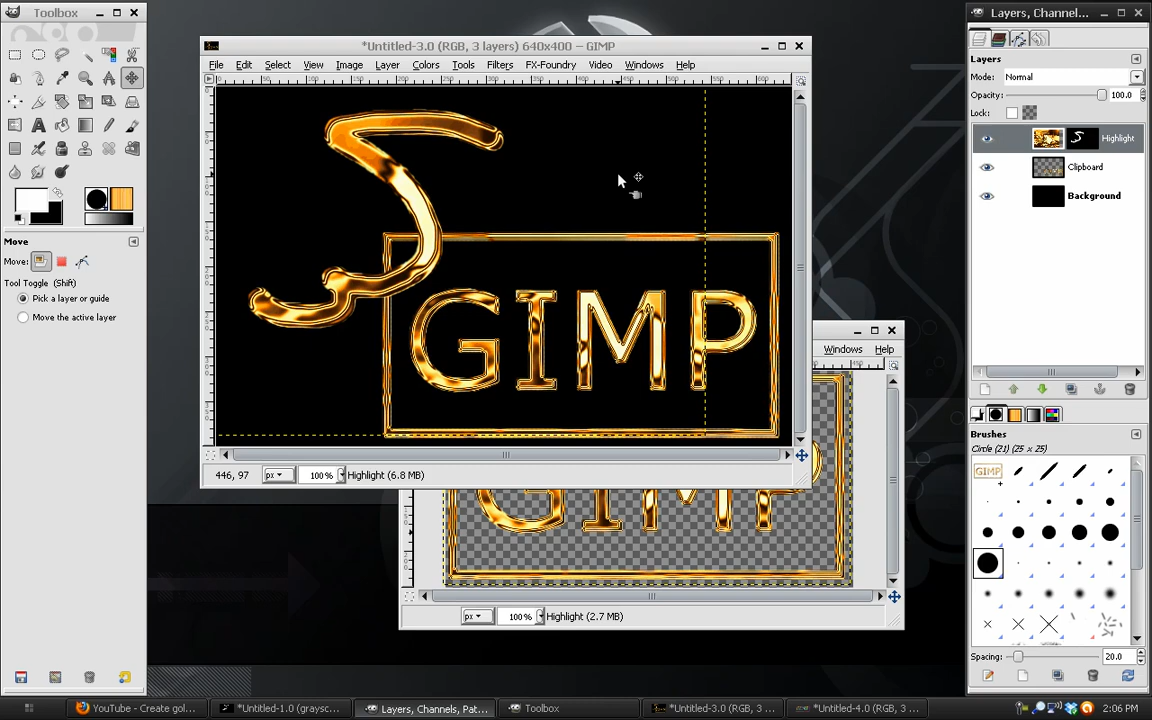 Toolbox
*Untitled-3.0 (RGB, 3 layers) 640x400 – GIMP
File Edit Select View Image Layer Colors Tools Filters FX-Foundry Video Windows Help
GIMP
446, 97 px 100% Highlight (6.8 MB)
Windows Help
GIMP
px 100% Highlight (2.7 MB)
Move
Move:
Tool Toggle (Shift)
Pick a layer or guide
Move the active layer
Layers, Channel...
Layers
Mode: Normal
Opacity: 100.0
Lock:
Highlight
Clipboard
Background
Brushes
Circle (21) (25 x 25)
GIMP
Spacing: 20.0
YouTube - Create gol... *Untitled-1.0 (graysc... Layers, Channels, Pat... Toolbox *Untitled-3.0 (RGB, 3 ... *Untitled-4.0 (RGB, 3 ... 2:06 PM